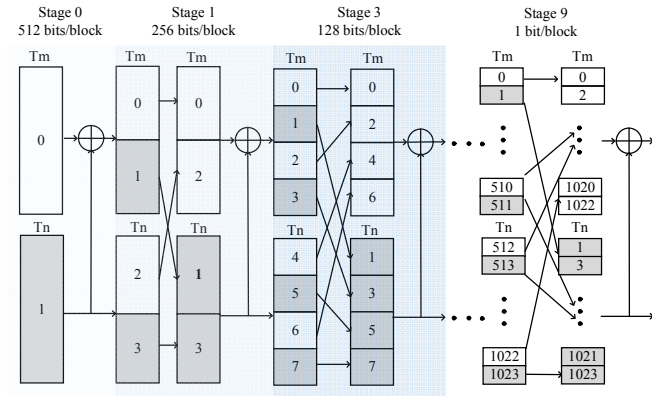 Stage 0 Stage 1 Stage 3 Stage 9
512 bits/block 256 bits/block 128 bits/block 1 bit/block
Tm Tm Tm Tm Tm Tm Tm
0 0 0 0 0 0 0
1 2 1 2 1 2
2 4
3 6
510 1020
511 1022
Tn Tn Tn Tn Tn Tn
1 2 1 4 1 512 1
5 3 513 3
3 3 6 5
7 7
1022 1021
1023 1023